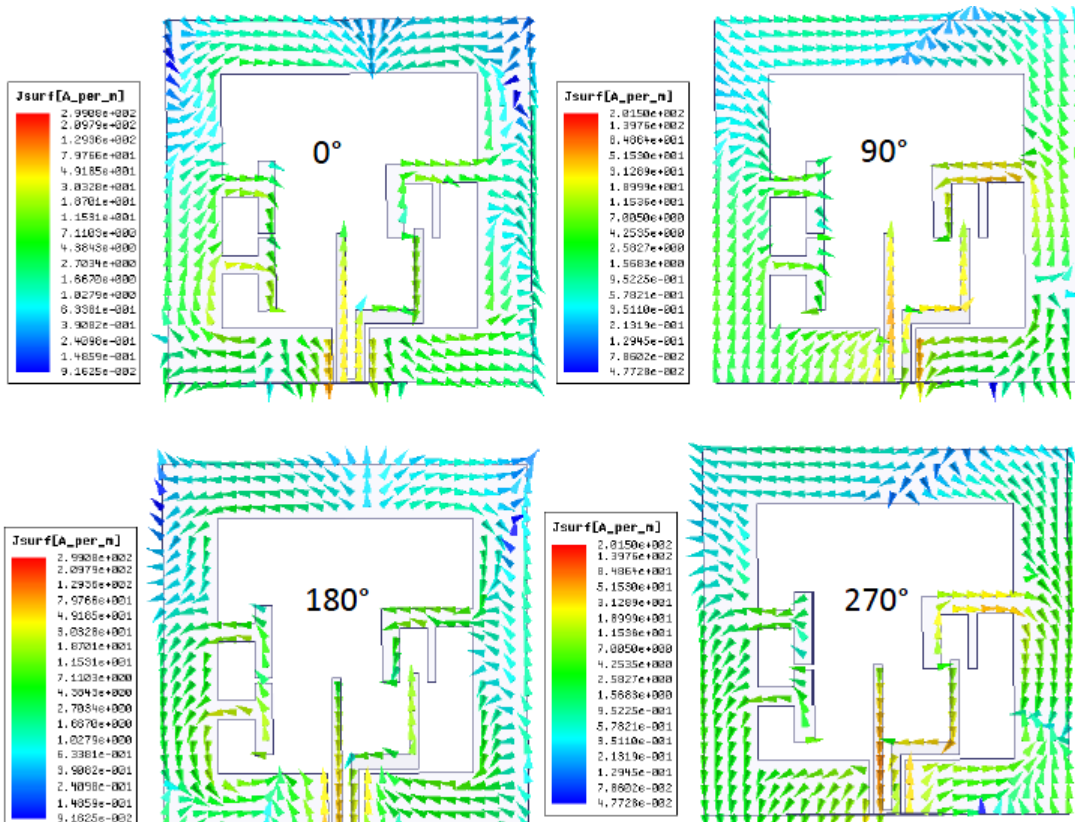 Jsurf[A_per_m]
2.9908e+002
2.0979e+002
1.2936e+002
7.9766e+001
4.9185e+001
3.0328e+001
1.8701e+001
1.1531e+001
7.1103e+000
4.3843e+000
2.7034e+000
1.6670e+000
1.0279e+000
6.3381e-001
3.9082e-001
2.4098e-001
1.4859e-001
9.1625e-002
0°
Jsurf[A_per_m]
2.0150e+002
1.3976e+002
8.4864e+001
5.1530e+001
3.1289e+001
1.8999e+001
1.1536e+001
7.0050e+000
4.2535e+000
2.5827e+000
1.5683e+000
9.5225e-001
5.7821e-001
3.5110e-001
2.1319e-001
1.2945e-001
7.8602e-002
4.7728e-002
90°
Jsurf[A_per_m]
2.9908e+002
2.0979e+002
1.2936e+002
7.9766e+001
4.9185e+001
3.0328e+001
1.8701e+001
1.1531e+001
7.1103e+000
4.3843e+000
2.7034e+000
1.6670e+000
1.0279e+000
6.3381e-001
3.9082e-001
2.4098e-001
1.4859e-001
9.1625e-002
180°
Jsurf[A_per_m]
2.0150e+002
1.3976e+002
8.4864e+001
5.1530e+001
3.1289e+001
1.8999e+001
1.1536e+001
7.0050e+000
4.2535e+000
2.5827e+000
1.5683e+000
9.5225e-001
5.7821e-001
3.5110e-001
2.1319e-001
1.2945e-001
7.8602e-002
4.7728e-002
270°